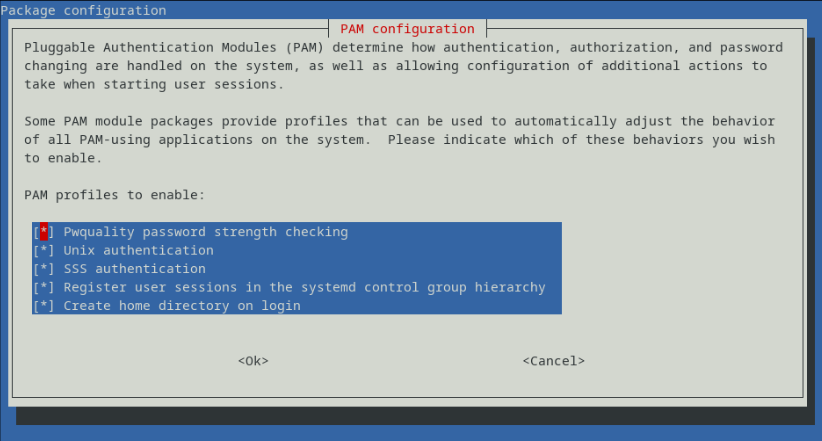 Package configuration
PAM configuration
Pluggable Authentication Modules (PAM) determine how authentication, authorization, and password
changing are handled on the system, as well as allowing configuration of additional actions to
take when starting user sessions.
Some PAM module packages provide profiles that can be used to automatically adjust the behavior
of all PAM-using applications on the system.  Please indicate which of these behaviors you wish
to enable.
PAM profiles to enable:
[*] Pwquality password strength checking
[*] Unix authentication
[*] SSS authentication
[*] Register user sessions in the systemd control group hierarchy
[*] Create home directory on login
<Ok> <Cancel>